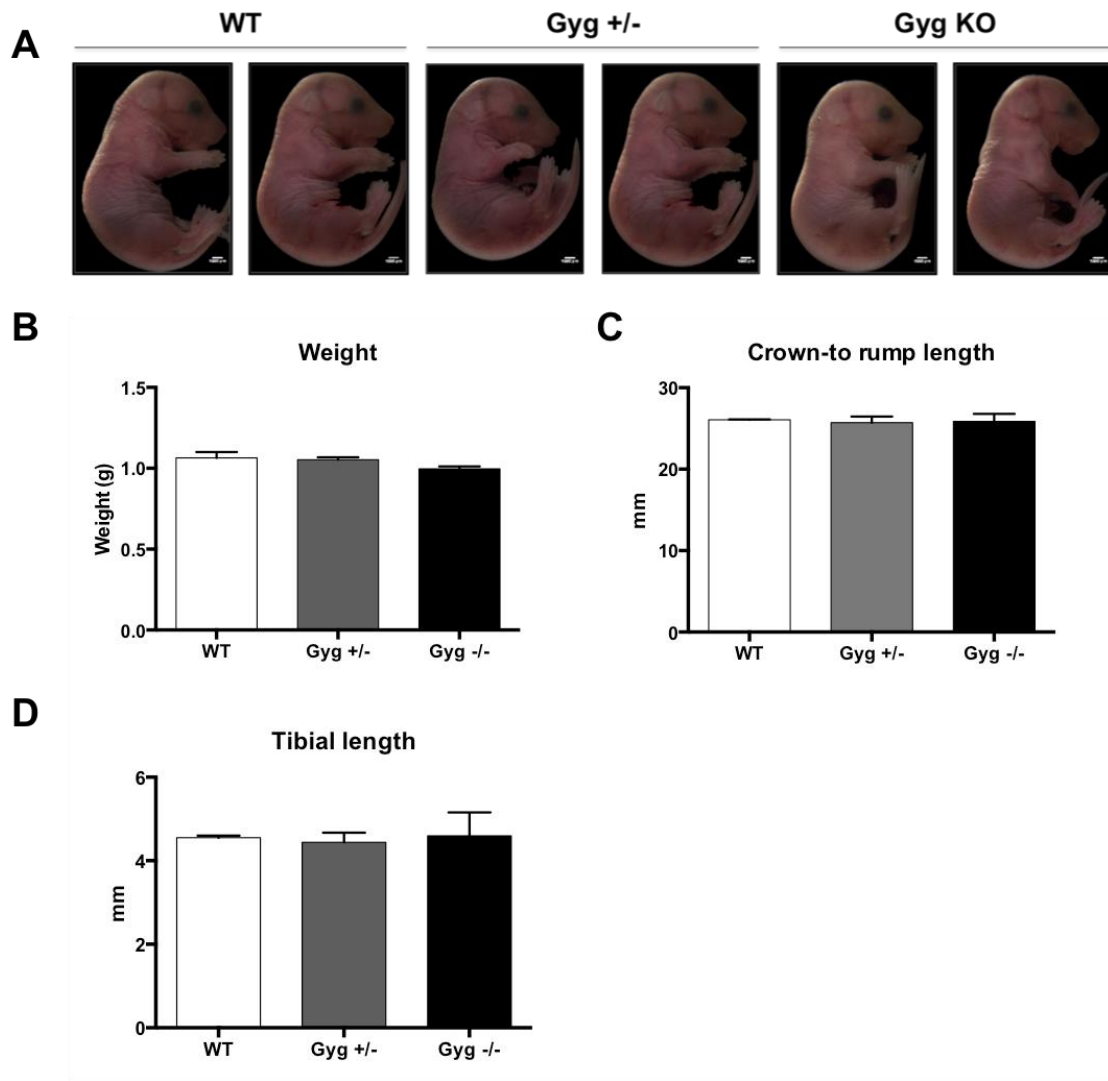 A
WT
Gyg +/-
Gyg KO
B
Weight
1.5
1.0
0.5
0.0
Weight (g)
WT
Gyg +/-
Gyg -/-
C
Crown-to rump length
30
20
10
0
mm
WT
Gyg +/-
Gyg -/-
D
Tibial length
6
4
2
0
mm
WT
Gyg +/-
Gyg -/-